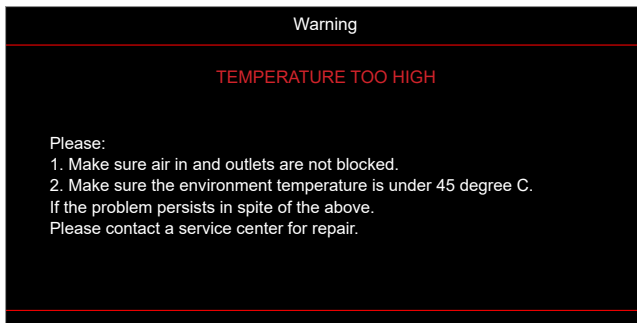 Warning
TEMPERATURE TOO HIGH
Please:
1. Make sure air in and outlets are not blocked.
2. Make sure the environment temperature is under 45 degree C.
If the problem persists in spite of the above.
Please contact a service center for repair.